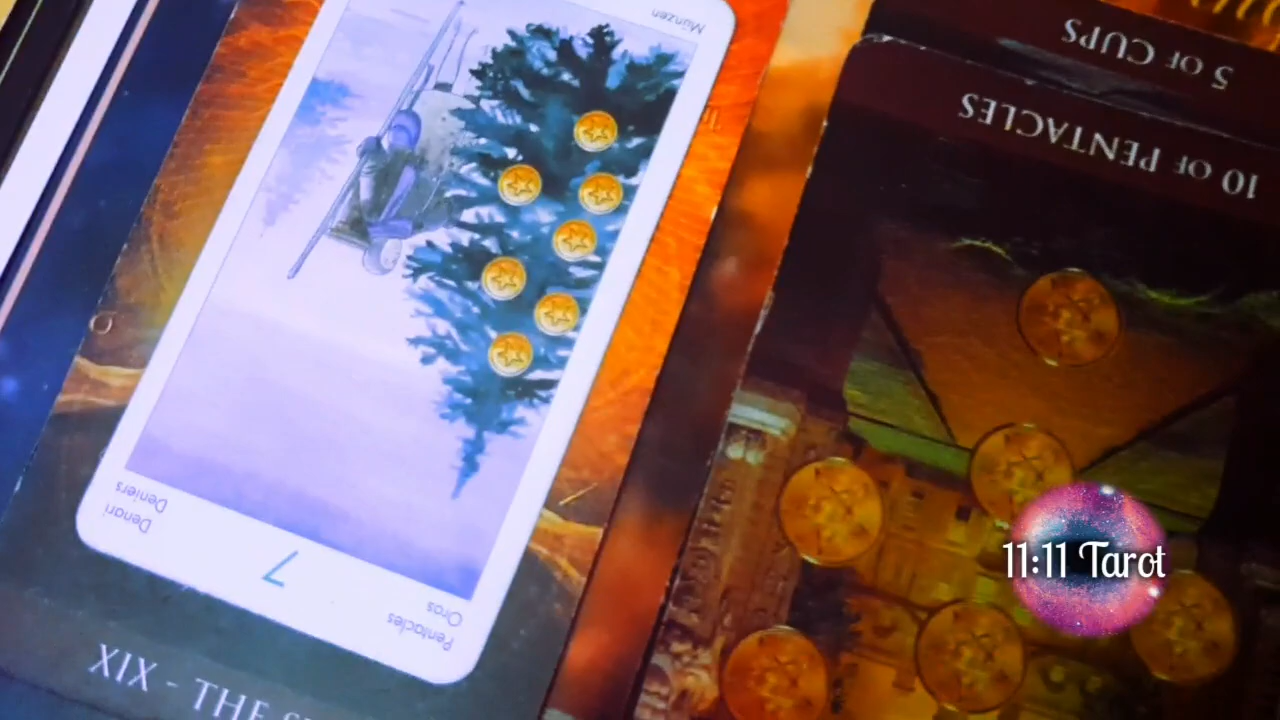 Münzen
5 OF CUPS
10 OF PENTACLES
Denari
Deniers
7
Pentacles
Oros
XIX - THE
11:11 Tarot